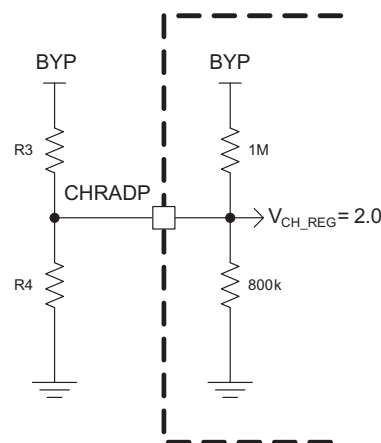 BYP
BYP
R3
1M
CHRADP
V_CH_REG = 2.0
R4
800k